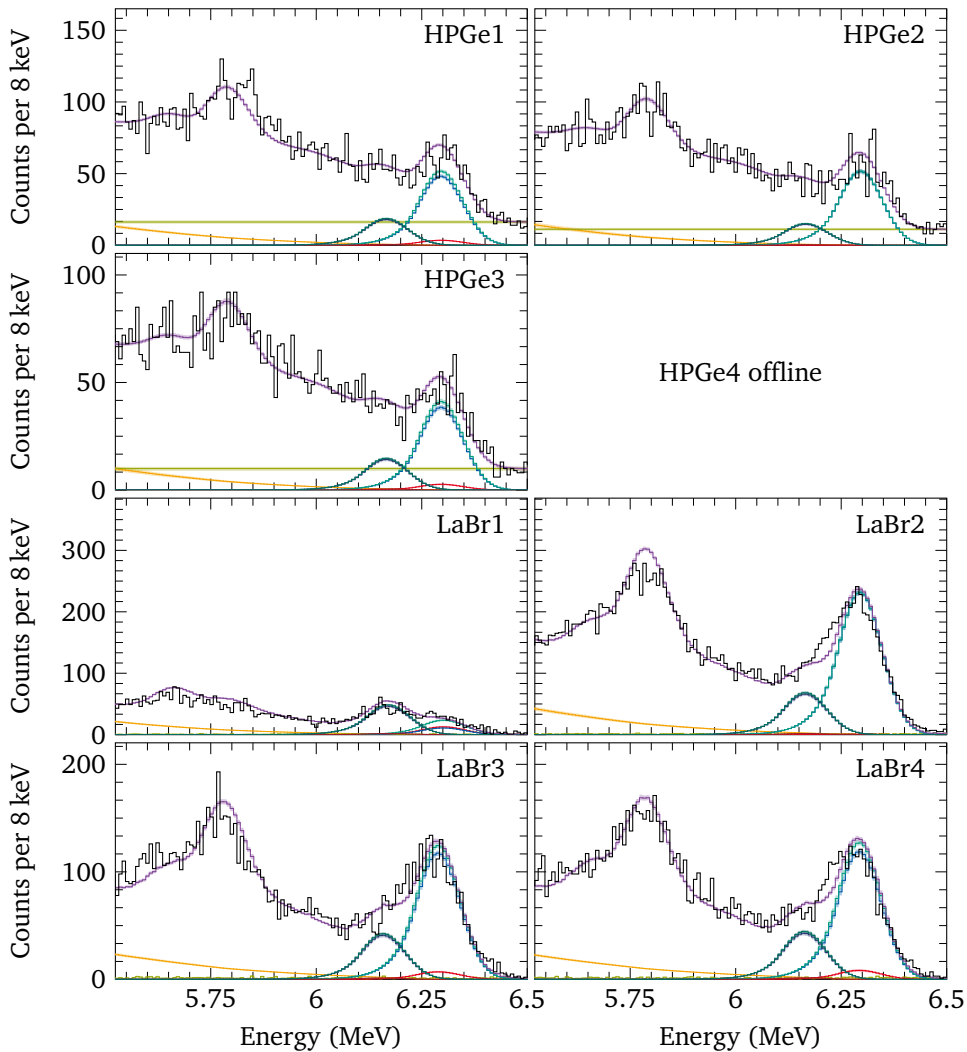 150
100
50
0
Counts per 8 keV
HPGe1
HPGe2
100
50
0
Counts per 8 keV
HPGe3
HPGe4 offline
300
200
100
0
Counts per 8 keV
LaBr1
LaBr2
200
100
0
Counts per 8 keV
LaBr3
LaBr4
5.75 6 6.25 6.5 5.75 6 6.25 6.5
Energy (MeV) Energy (MeV)